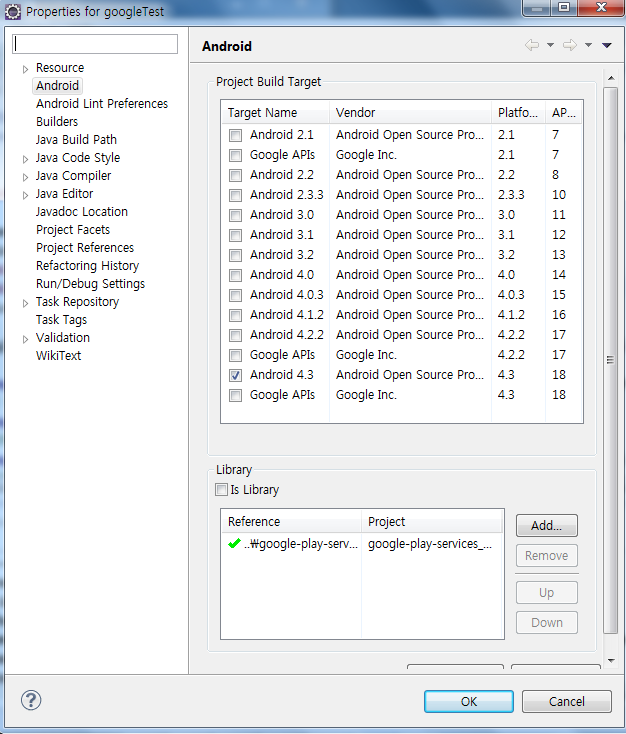 Properties for googleTest
Resource
Android
Android Lint Preferences
Builders
Java Build Path
Java Code Style
Java Compiler
Java Editor
Javadoc Location
Project Facets
Project References
Refactoring History
Run/Debug Settings
Task Repository
Task Tags
Validation
WikiText
Android
Project Build Target
Target Name Vendor Platfo... AP...
Android 2.1 Android Open Source Pro... 2.1 7
Google APIs Google Inc. 2.1 7
Android 2.2 Android Open Source Pro... 2.2 8
Android 2.3.3 Android Open Source Pro... 2.3.3 10
Android 3.0 Android Open Source Pro... 3.0 11
Android 3.1 Android Open Source Pro... 3.1 12
Android 3.2 Android Open Source Pro... 3.2 13
Android 4.0 Android Open Source Pro... 4.0 14
Android 4.0.3 Android Open Source Pro... 4.0.3 15
Android 4.1.2 Android Open Source Pro... 4.1.2 16
Android 4.2.2 Android Open Source Pro... 4.2.2 17
Google APIs Google Inc. 4.2.2 17
Android 4.3 Android Open Source Pro... 4.3 18
Google APIs Google Inc. 4.3 18
Library
Is Library
Reference Project
..₩google-play-serv... google-play-services_...
Add...
Remove
Up
Down
OK
Cancel